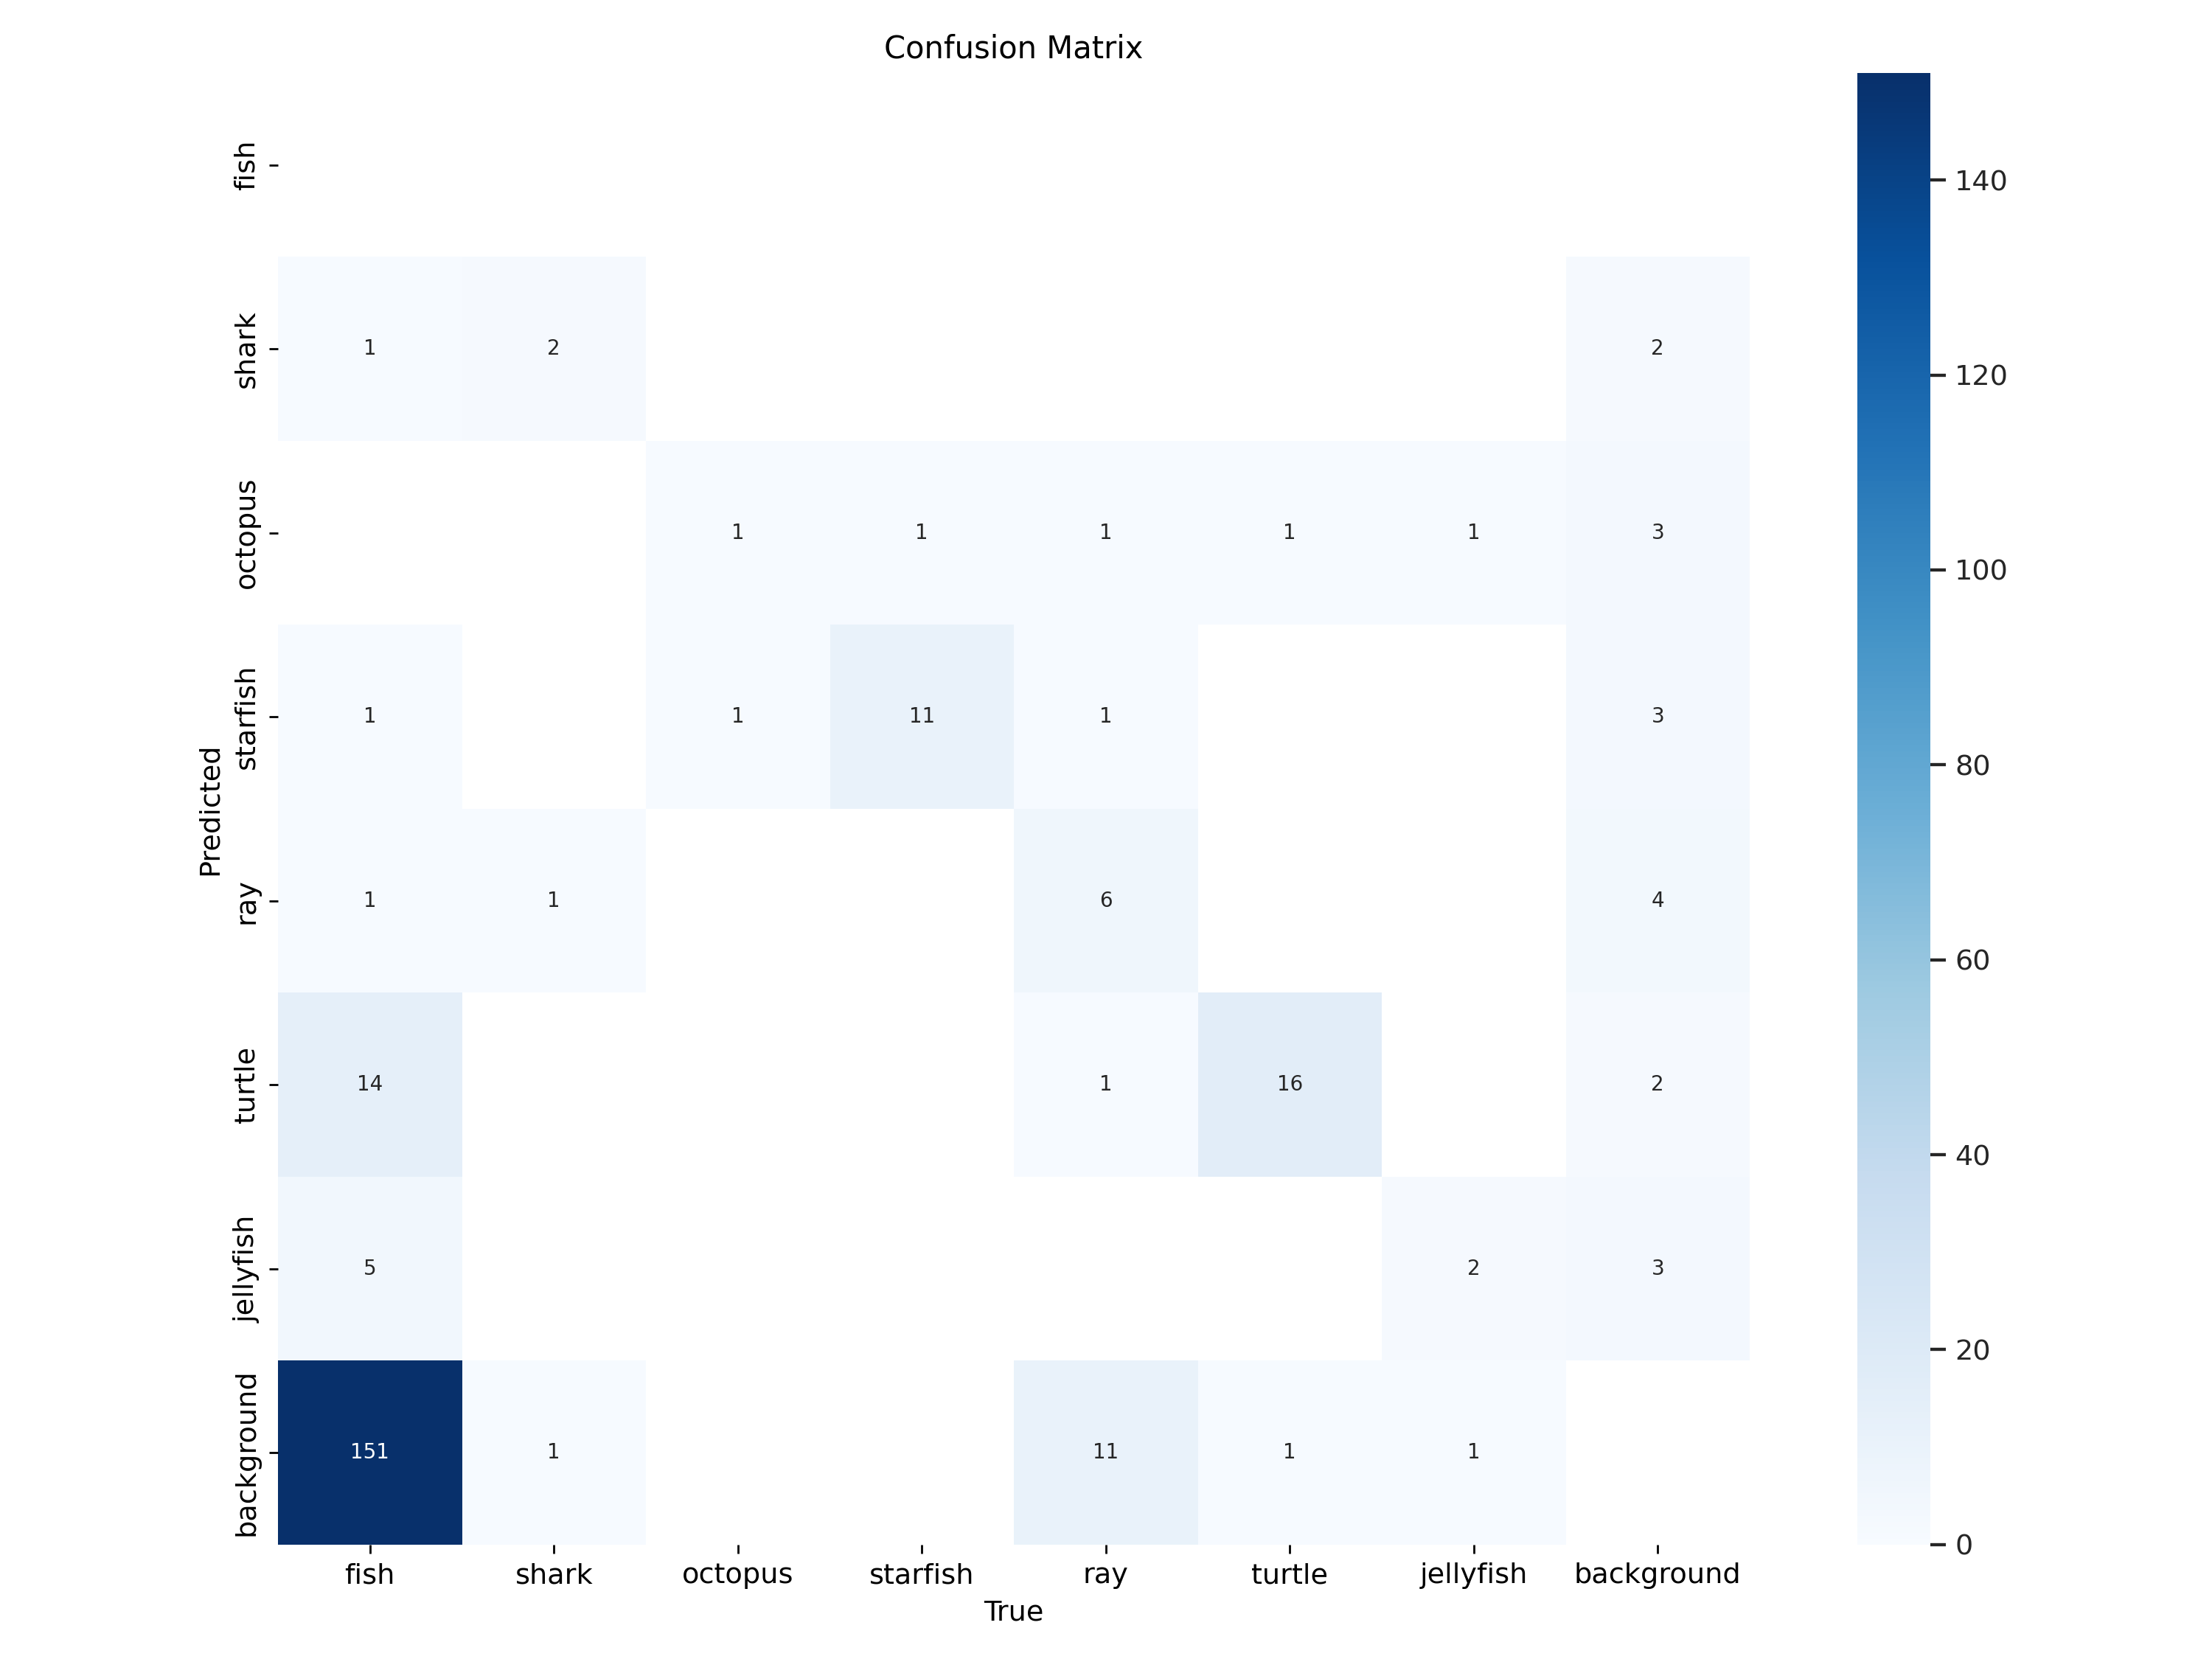 Confusion Matrix
fish
shark
1 2 2
octopus
1 1 1 1 1 3
starfish
1 1 11 1 3
ray
1 1 6 4
turtle
14 1 16 2
jellyfish
5 2 3
background
151 1 11 1 1
Predicted
fish shark octopus starfish ray turtle jellyfish background
True
140
120
100
80
60
40
20
0